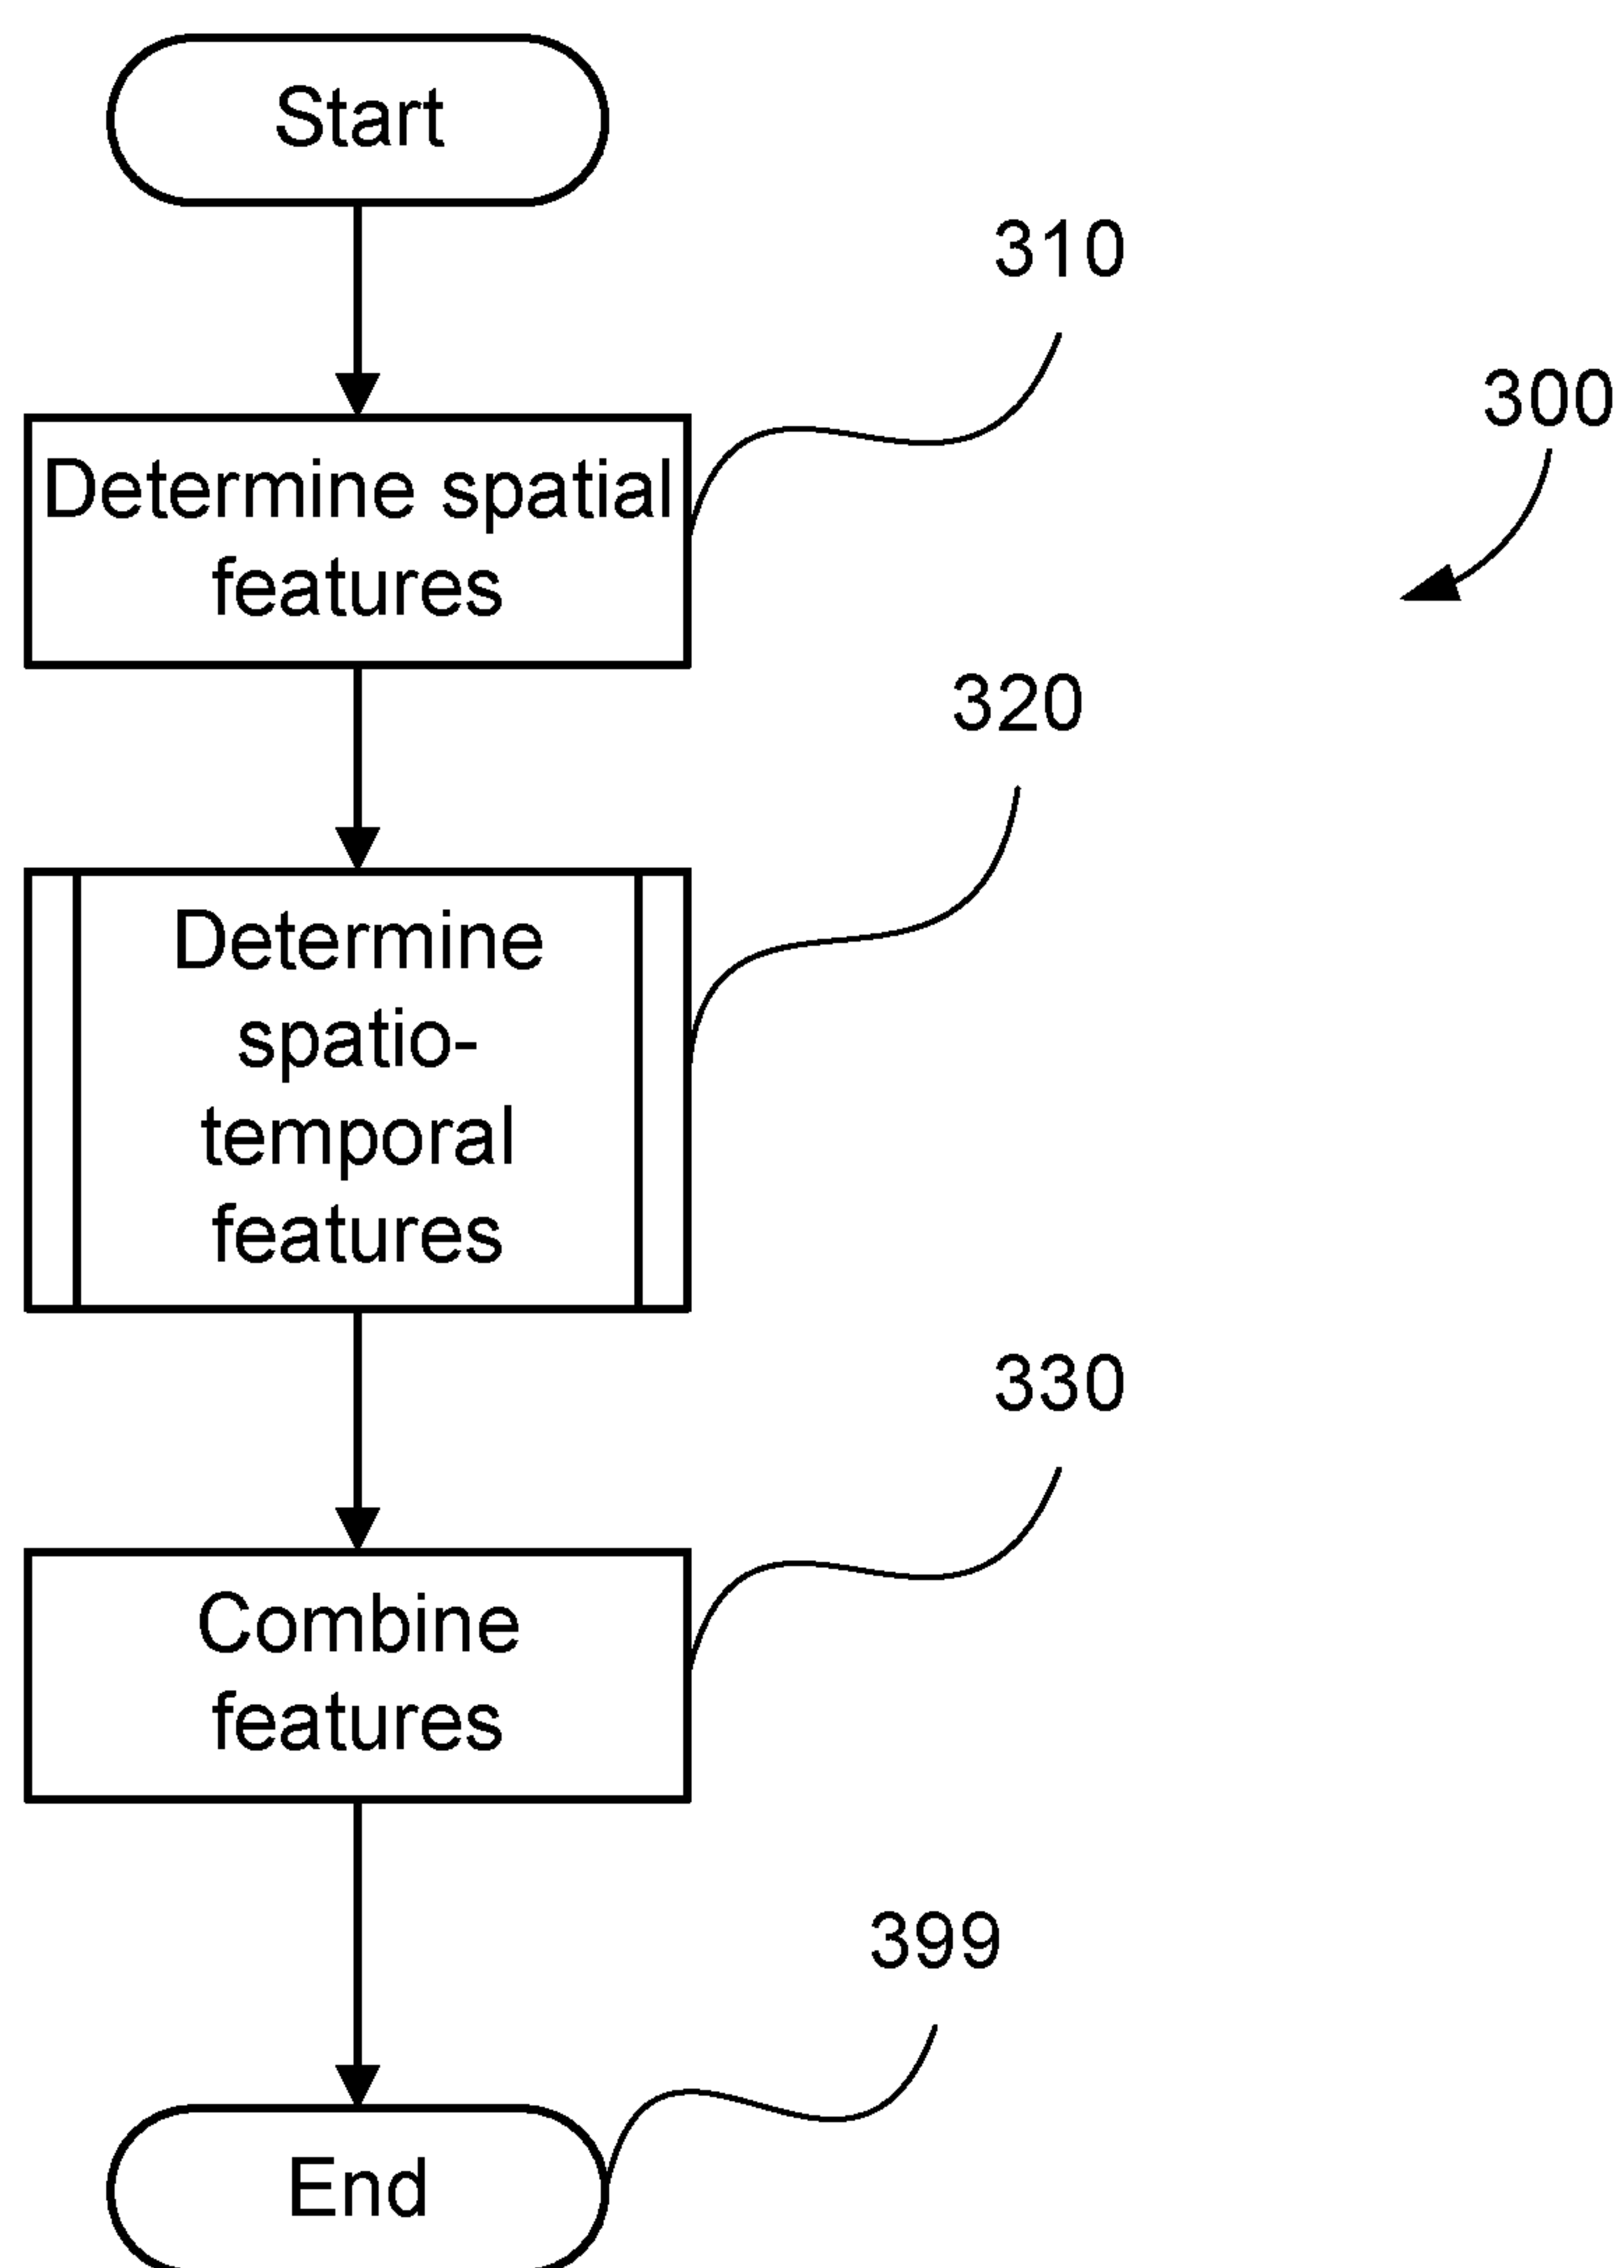 Start
310
300
Determine spatial
features
320
Determine
spatio-
temporal
features
330
Combine
features
399
End